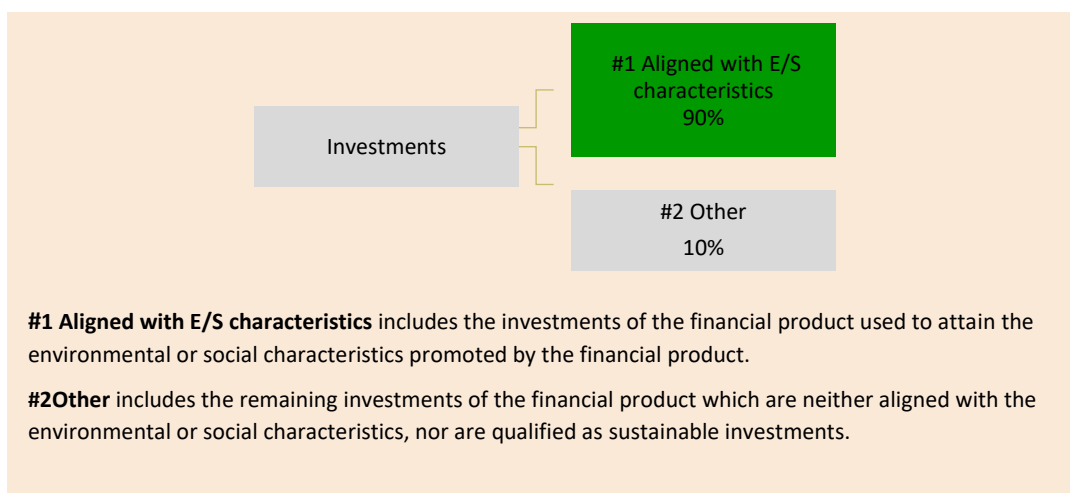 #1 Aligned with E/S
characteristics
90%
Investments
#2 Other
10%
#1 Aligned with E/S characteristics includes the investments of the financial product used to attain the
environmental or social characteristics promoted by the financial product.
#2Other includes the remaining investments of the financial product which are neither aligned with the
environmental or social characteristics, nor are qualified as sustainable investments.